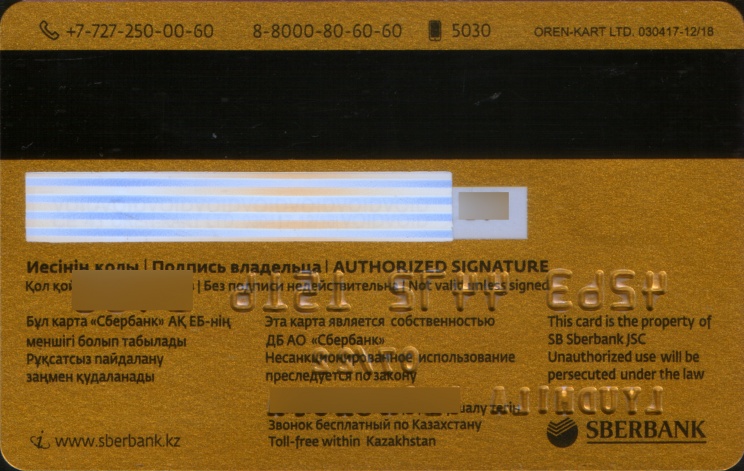 +7-727-250-00-60 8-8000-80-60-60 5030 OREN-KART LTD. 030417-12/18
Иесінің қолы | Подпись владельца | AUTHORIZED SIGNATURE
Қол | Без подписи недействительна | Not valid unless signed
Бұл карта «Сбербанк» АҚ ЕБ-нің
меншігі болып табылады
Рұқсатсыз пайдалану
заңмен қудаланады
Эта карта является собственностью
ДБ АО «Сбербанк»
Несанкционированное использование
преследуется по закону
This card is the property of
SB Sberbank JSC
Unauthorized use will be
persecuted under the law
Звонок бесплатный по Казахстану
Toll-free within Kazakhstan
www.sberbank.kz
SBERBANK